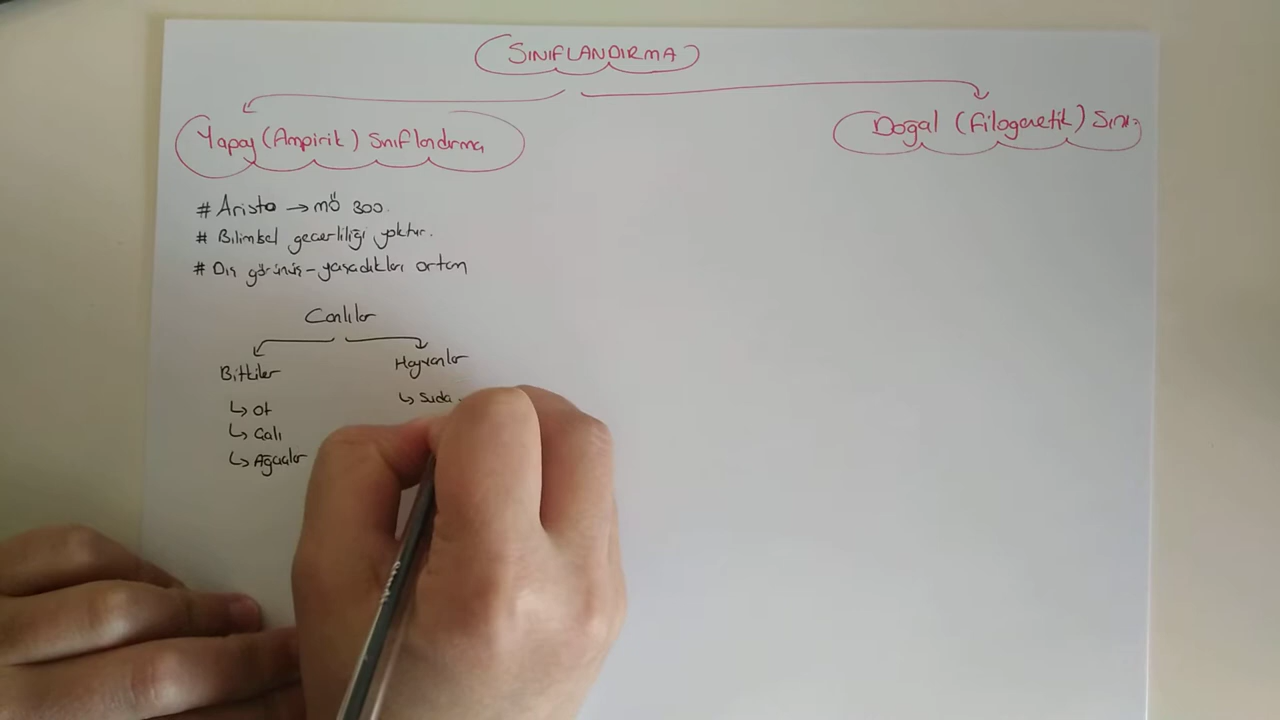 SINIFLANDIRMA
Yapay (Ampirik) Sınıflandırma
Doğal (Filogenetik) Sını
# Aristo → mö 300.
# Bilimsel geçerliliği yoktur.
# Dış görünüş - yaşadıkları ortam
Canlılar
Bitkiler
Hayvanlar
↳ ot
↳ Çalı
↳ Ağaçlar
↳ Suda